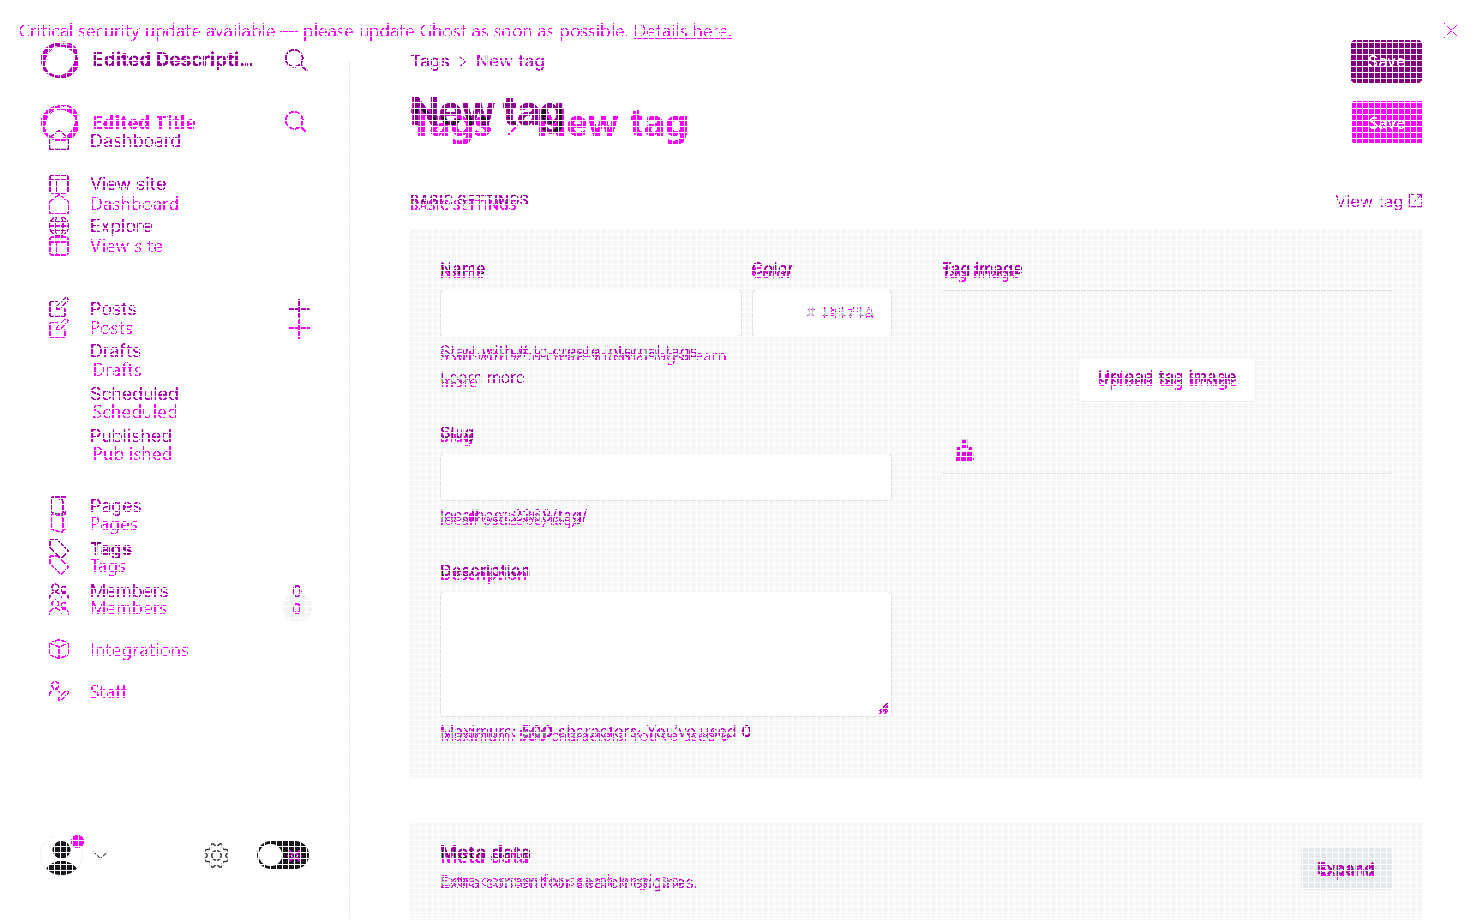 Critical security update available — please update Ghost as soon as possible. Details here.
Edited Descripti...
Tags > New tag
Save
New tag
Edited Title
Tags > New tag
Save
Dashboard
View site
Dashboard
BASIC SETTINGS
BASIC SETTINGS
View tag
Explore
View site
Name
Color
Tag image
Posts
Posts
Start with # to create internal tags
Learn more
Drafts
Drafts
Upload tag image
Scheduled
Scheduled
Published
Published
Slug
Pages
Pages
localhost:2369/tag/
Tags
Tags
Description
Members 0
Members 0
Integrations
Staff
Maximum: 500 characters. You've used 0
Meta data
Extra content for search engines.
Expand